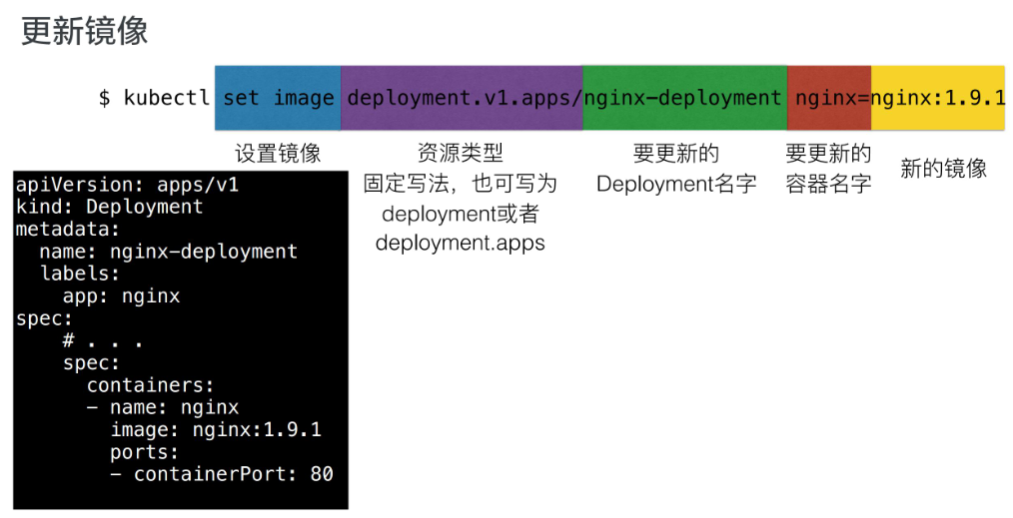 更新镜像
$ kubectl set image deployment.v1.apps/nginx-deployment nginx=nginx:1.9.1
设置镜像
资源类型
固定写法，也可写为
deployment或者
deployment.apps
要更新的
Deployment名字
要更新的
容器名字
新的镜像
apiVersion: apps/v1
kind: Deployment
metadata:
  name: nginx-deployment
  labels:
    app: nginx
spec:
    # . . .
    spec:
      containers:
      - name: nginx
        image: nginx:1.9.1
        ports:
        - containerPort: 80